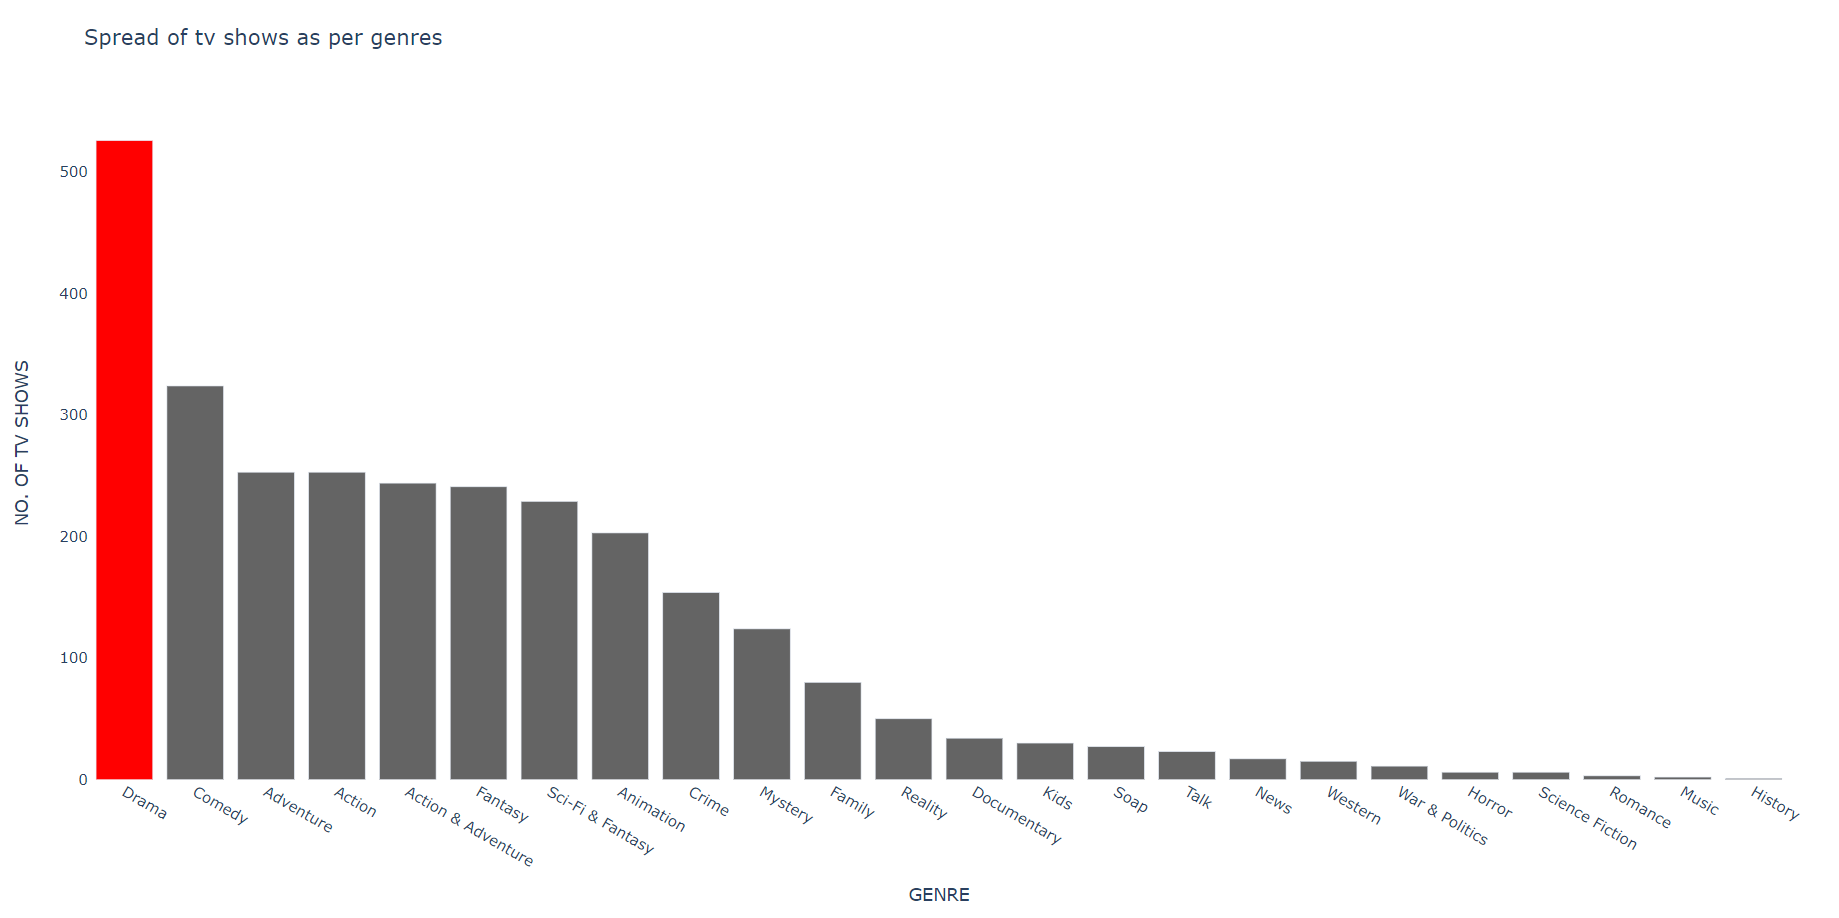 Spread of tv shows as per genres
NO. OF TV SHOWS
500
400
300
200
100
0
Drama
Comedy
Adventure
Action
Action & Adventure
Fantasy
Sci-Fi & Fantasy
Animation
Crime
Mystery
Family
Reality
Documentary
Kids
Soap
Talk
News
Western
War & Politics
Horror
Science Fiction
Romance
Music
History
GENRE